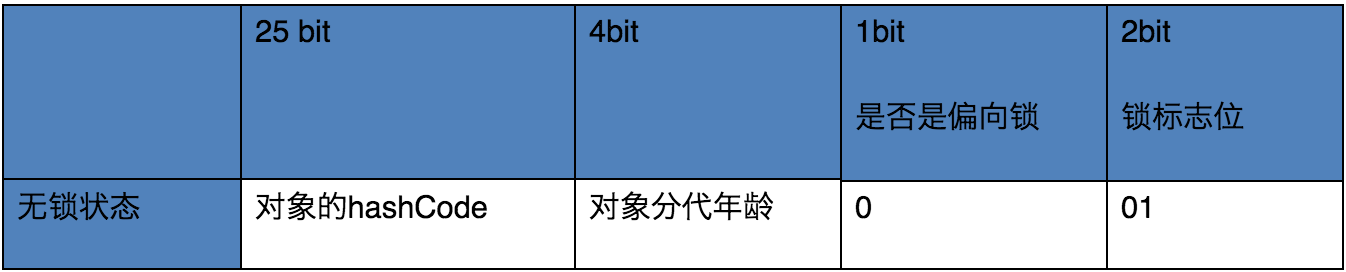 25 bit
4bit
1bit
是否是偏向锁
2bit
锁标志位
无锁状态
对象的hashCode
对象分代年龄
0
01